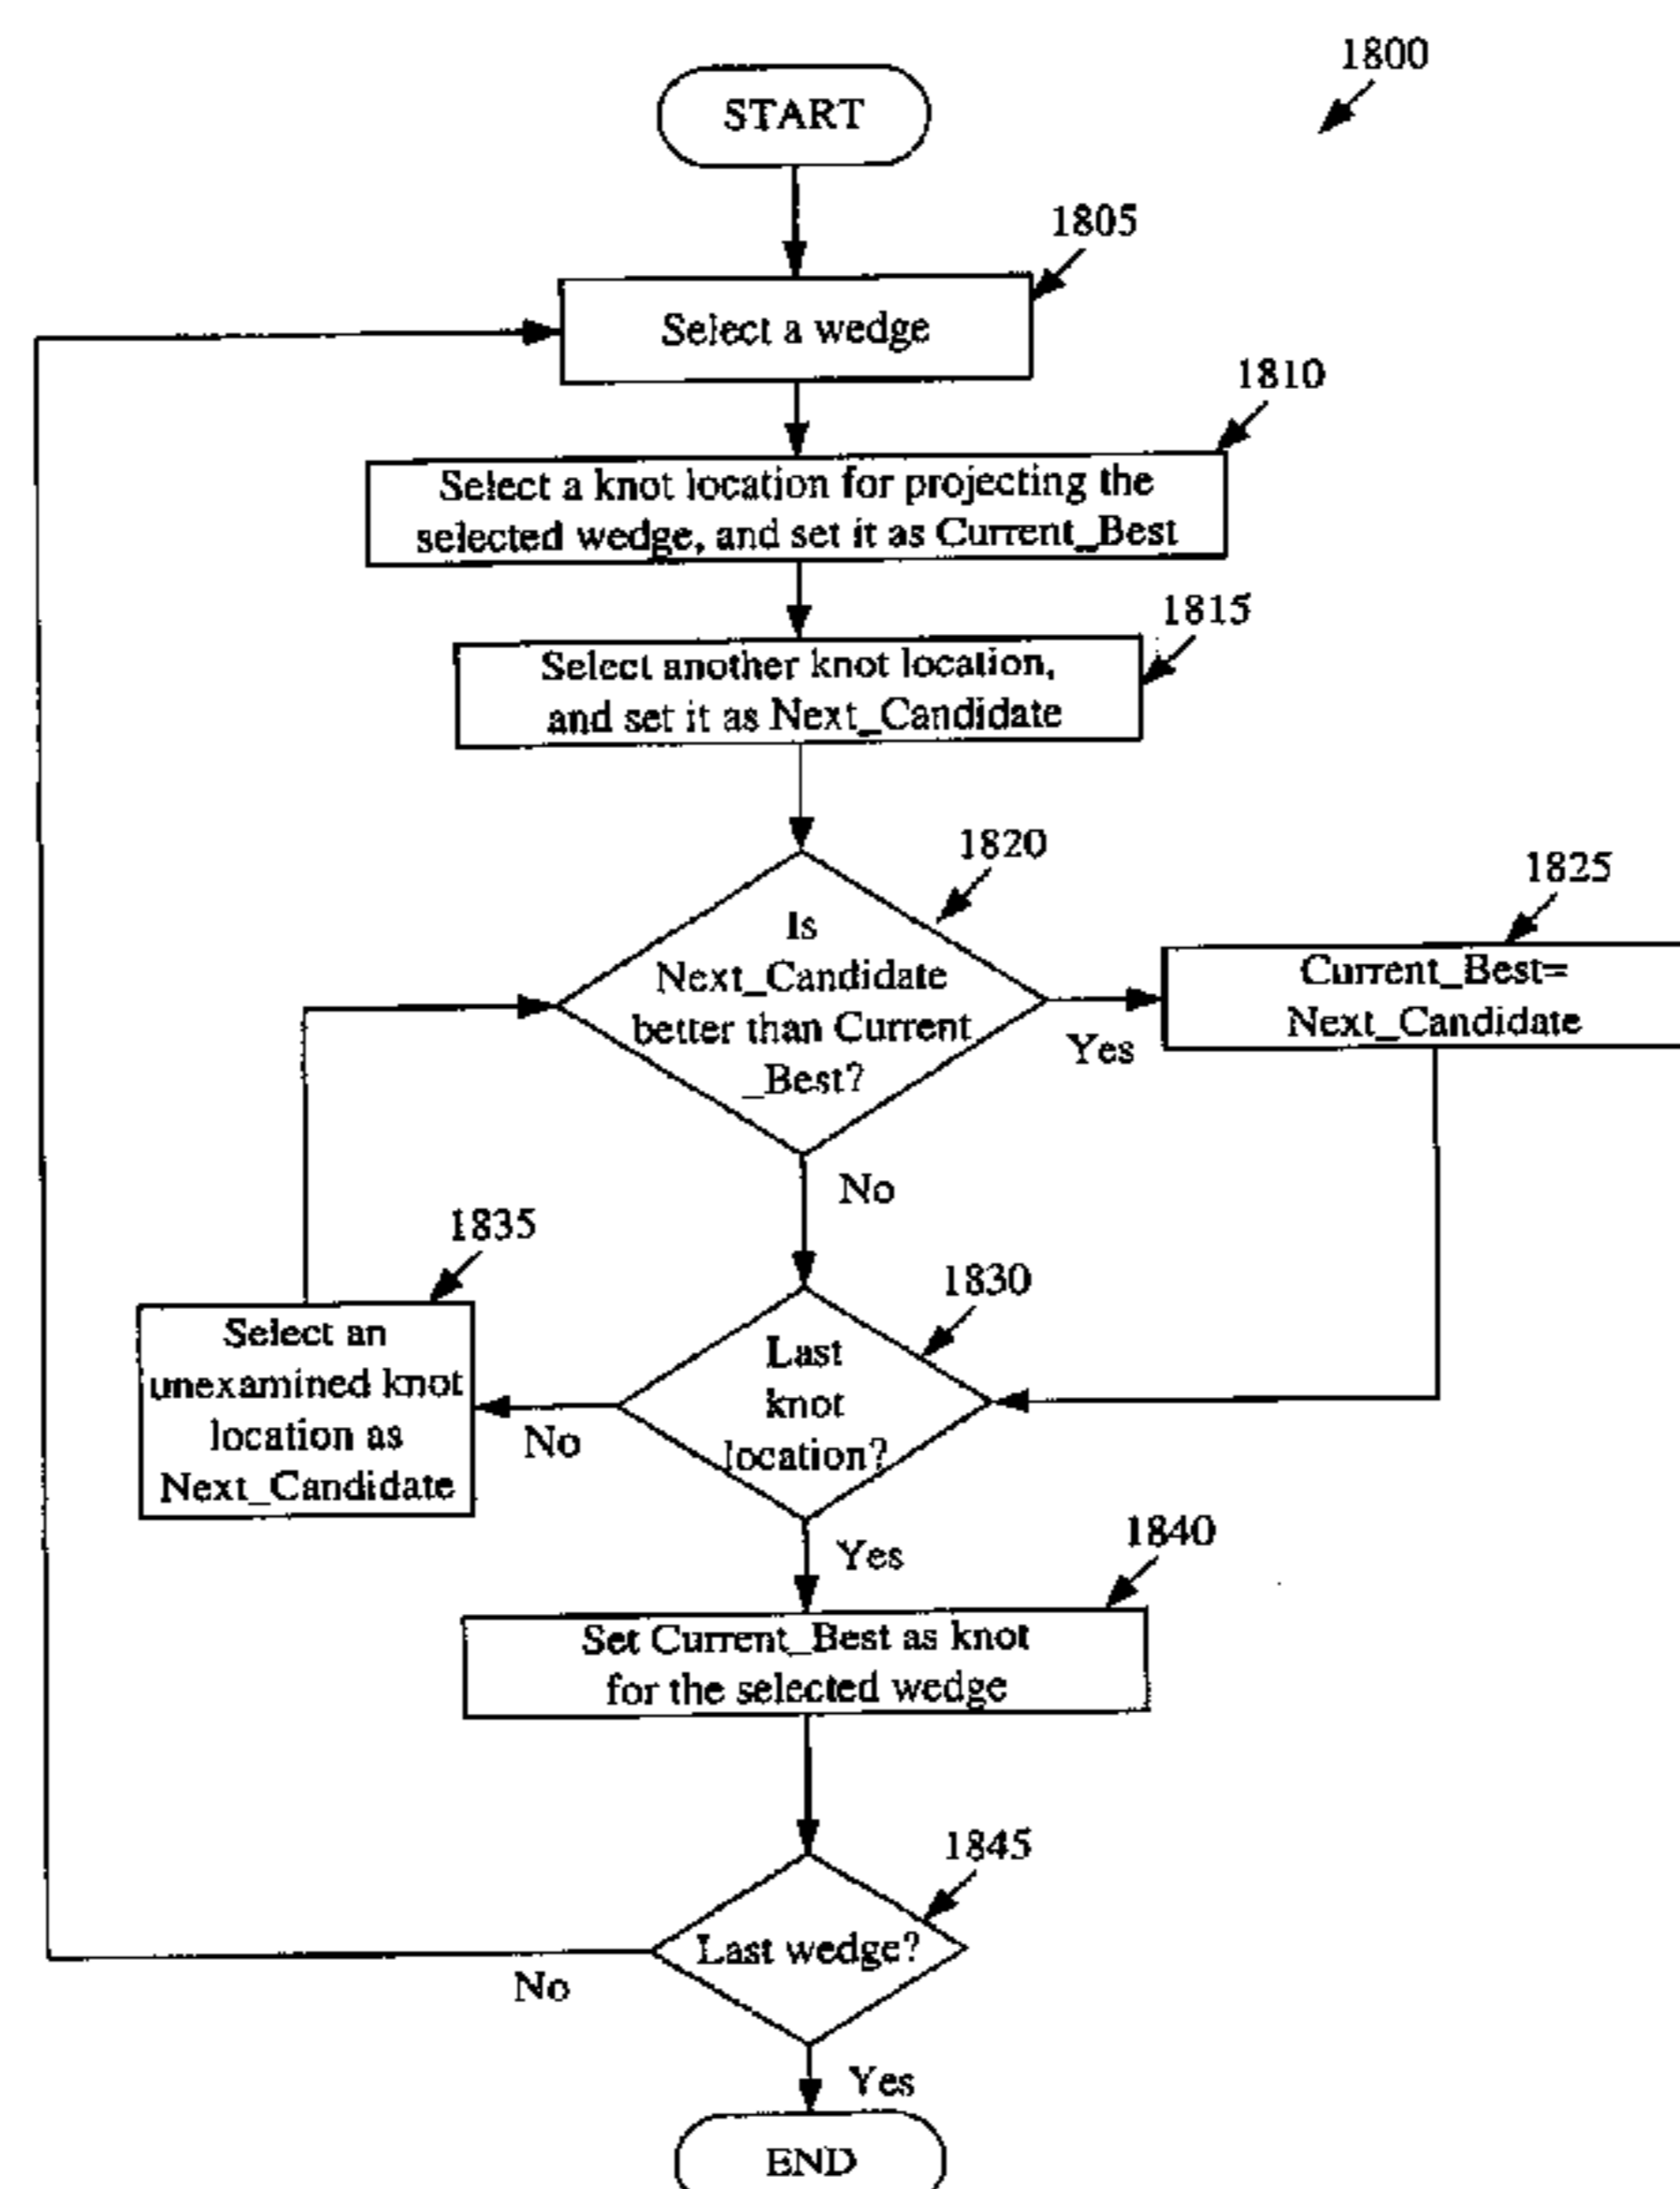 1800
START
1805
Select a wedge
1810
Select a knot location for projecting the
selected wedge, and set it as Current_Best
1815
Select another knot location,
and set it as Next_Candidate
1820
Is
Next_Candidate
better than Current
_Best?
Yes
1825
Current_Best=
Next_Candidate
No
1835
Select an
unexamined knot
location as
Next_Candidate
1830
Last
knot
location?
No
Yes
1840
Set Current_Best as knot
for the selected wedge
1845
Last wedge?
No
Yes
END